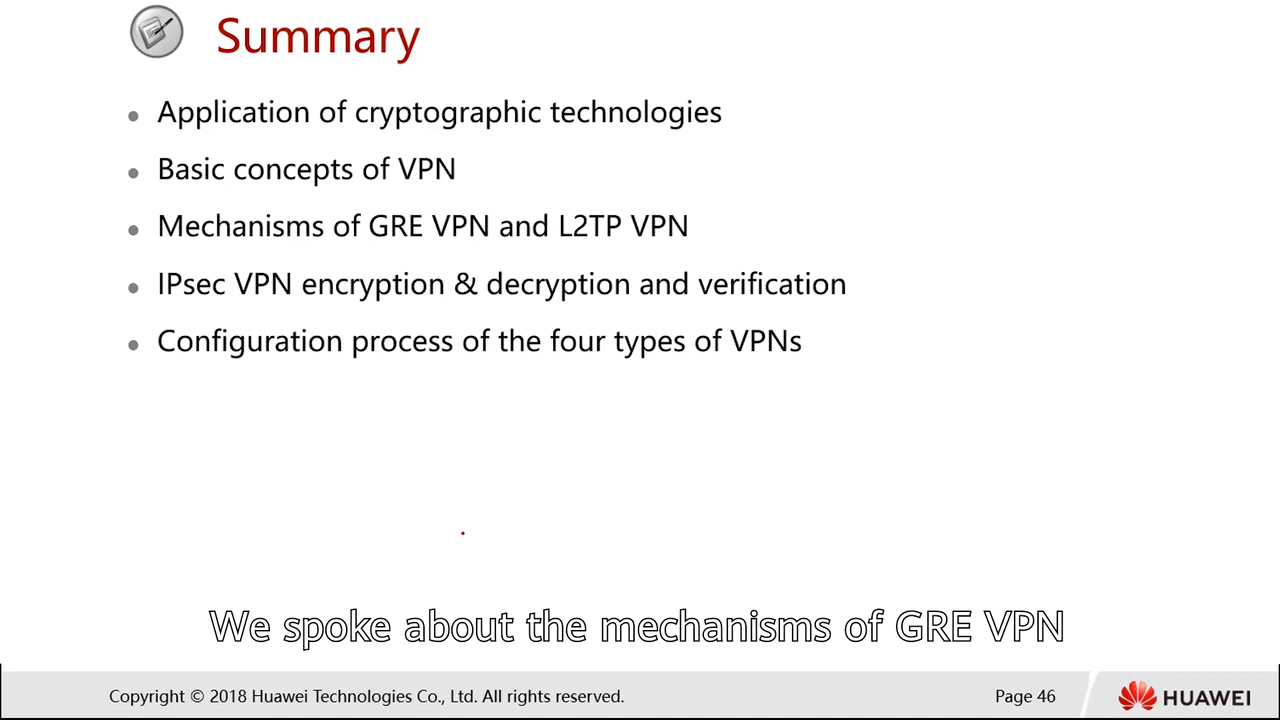 Summary
Application of cryptographic technologies
Basic concepts of VPN
Mechanisms of GRE VPN and L2TP VPN
IPsec VPN encryption & decryption and verification
Configuration process of the four types of VPNs
We spoke about the mechanisms of GRE VPN
Copyright © 2018 Huawei Technologies Co., Ltd. All rights reserved.
Page 46
HUAWEI